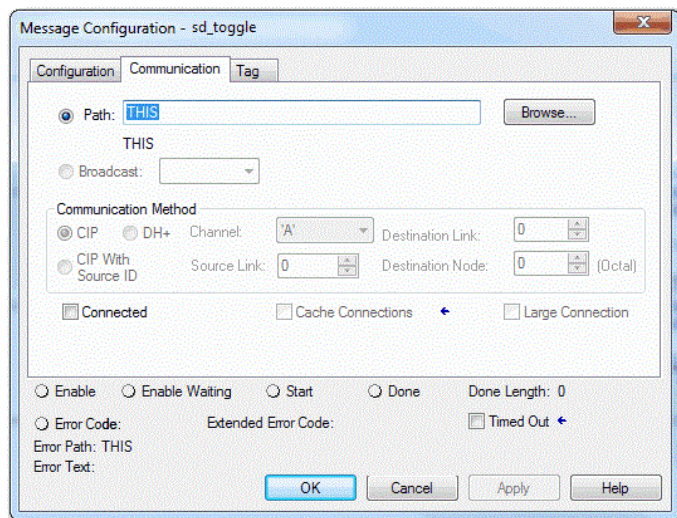 Message Configuration - sd_toggle
Configuration Communication Tag
Path: THIS Browse...
THIS
Broadcast:
Communication Method
CIP DH+ Channel: 'A' Destination Link: 0
CIP With Source ID Source Link: 0 Destination Node: 0 (Octal)
Connected Cache Connections ← Large Connection
Enable Enable Waiting Start Done Done Length: 0
Error Code: Extended Error Code: Timed Out ←
Error Path: THIS
Error Text:
OK Cancel Apply Help